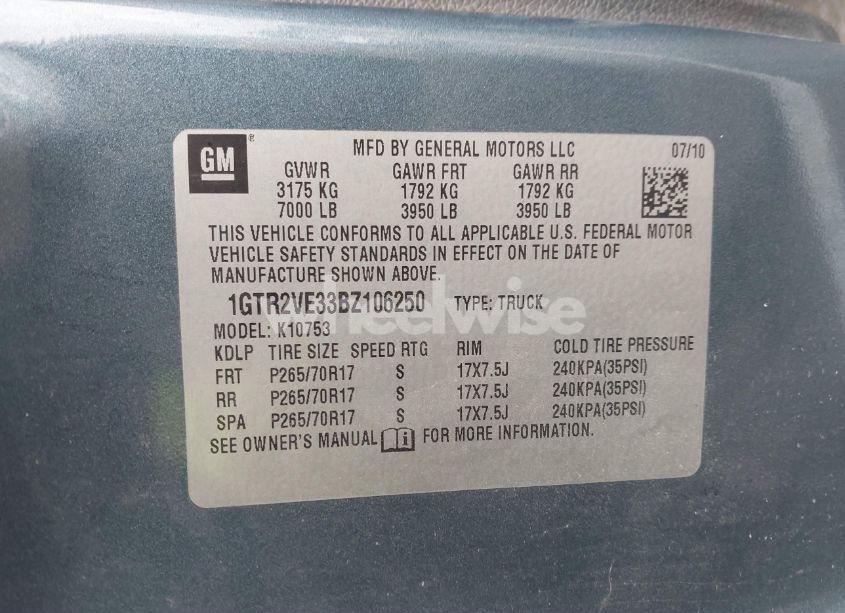 GM
MFD BY GENERAL MOTORS LLC 07/10
GVWR GAWR FRT GAWR RR
3175 KG 1792 KG 1792 KG
7000 LB 3950 LB 3950 LB
THIS VEHICLE CONFORMS TO ALL APPLICABLE U.S. FEDERAL MOTOR
VEHICLE SAFETY STANDARDS IN EFFECT ON THE DATE OF
MANUFACTURE SHOWN ABOVE.
1GTR2VE33BZ106250 TYPE: TRUCK
wheelwise
MODEL: K10753
KDLP TIRE SIZE SPEED RTG RIM COLD TIRE PRESSURE
FRT P265/70R17 S 17X7.5J 240KPA(35PSI)
RR P265/70R17 S 17X7.5J 240KPA(35PSI)
SPA P265/70R17 S 17X7.5J 240KPA(35PSI)
SEE OWNER'S MANUAL FOR MORE INFORMATION.